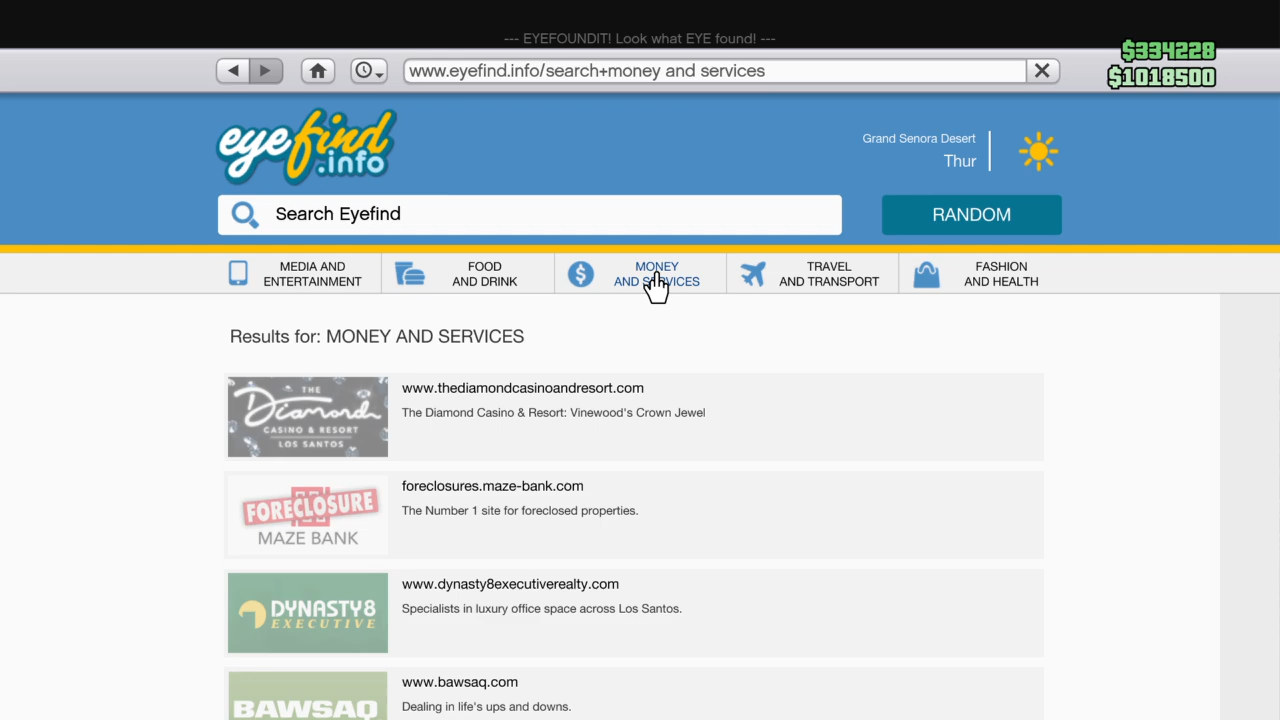 --- EYEFOUNDIT! Look what EYE found! ---
$334228
www.eyefind.info/search+money and services
$1018500
eyefind
.info
Grand Senora Desert
Thur
Search Eyefind
RANDOM
MEDIA AND
ENTERTAINMENT
FOOD
AND DRINK
MONEY
AND SERVICES
TRAVEL
AND TRANSPORT
FASHION
AND HEALTH
Results for: MONEY AND SERVICES
THE
Diamond
CASINO & RESORT
LOS SANTOS
www.thediamondcasinoandresort.com
The Diamond Casino & Resort: Vinewood's Crown Jewel
FORECLOSURE
MAZE BANK
foreclosures.maze-bank.com
The Number 1 site for foreclosed properties.
DYNASTY8
EXECUTIVE
www.dynasty8executiverealty.com
Specialists in luxury office space across Los Santos.
BAWSAQ
www.bawsaq.com
Dealing in life's ups and downs.